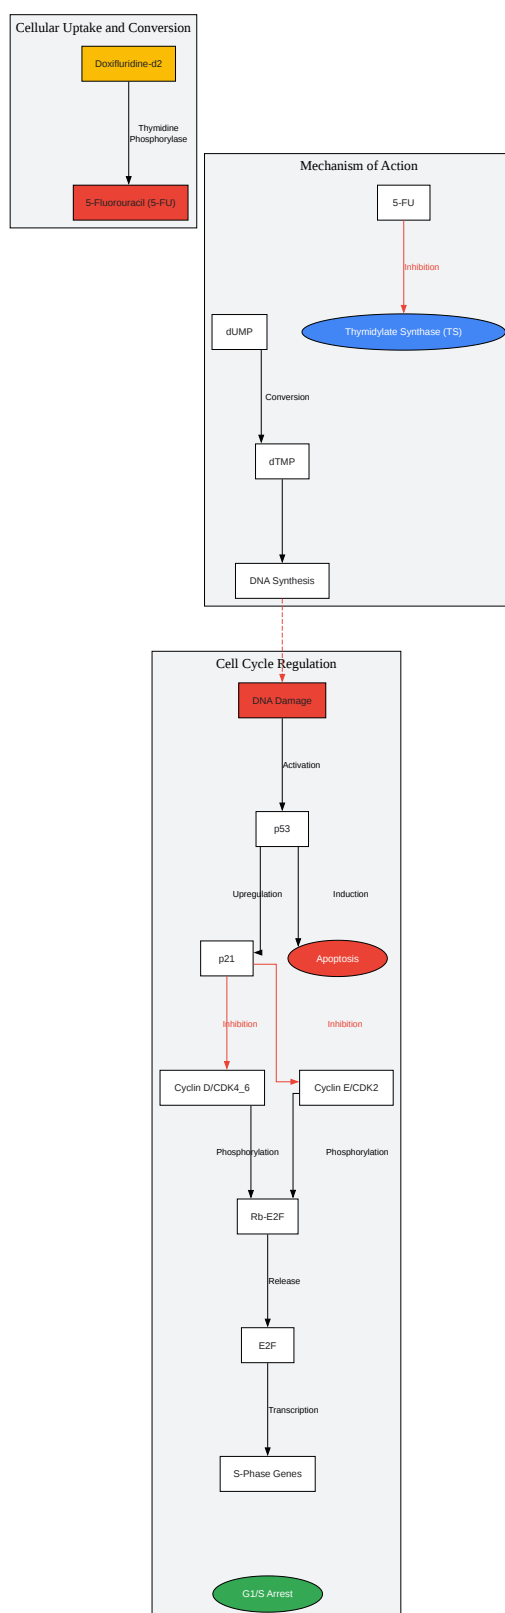 Cellular Uptake and Conversion
Doxifluridine-d2
Thymidine
Phosphorylase
5-Fluorouracil (5-FU)
Mechanism of Action
5-FU
Inhibition
dUMP
Thymidylate Synthase (TS)
Conversion
dTMP
DNA Synthesis
Cell Cycle Regulation
DNA Damage
Activation
p53
Upregulation
Induction
p21
Apoptosis
Inhibition
Inhibition
Cyclin D/CDK4_6
Cyclin E/CDK2
Phosphorylation
Phosphorylation
Rb-E2F
Release
E2F
Transcription
S-Phase Genes
G1/S Arrest